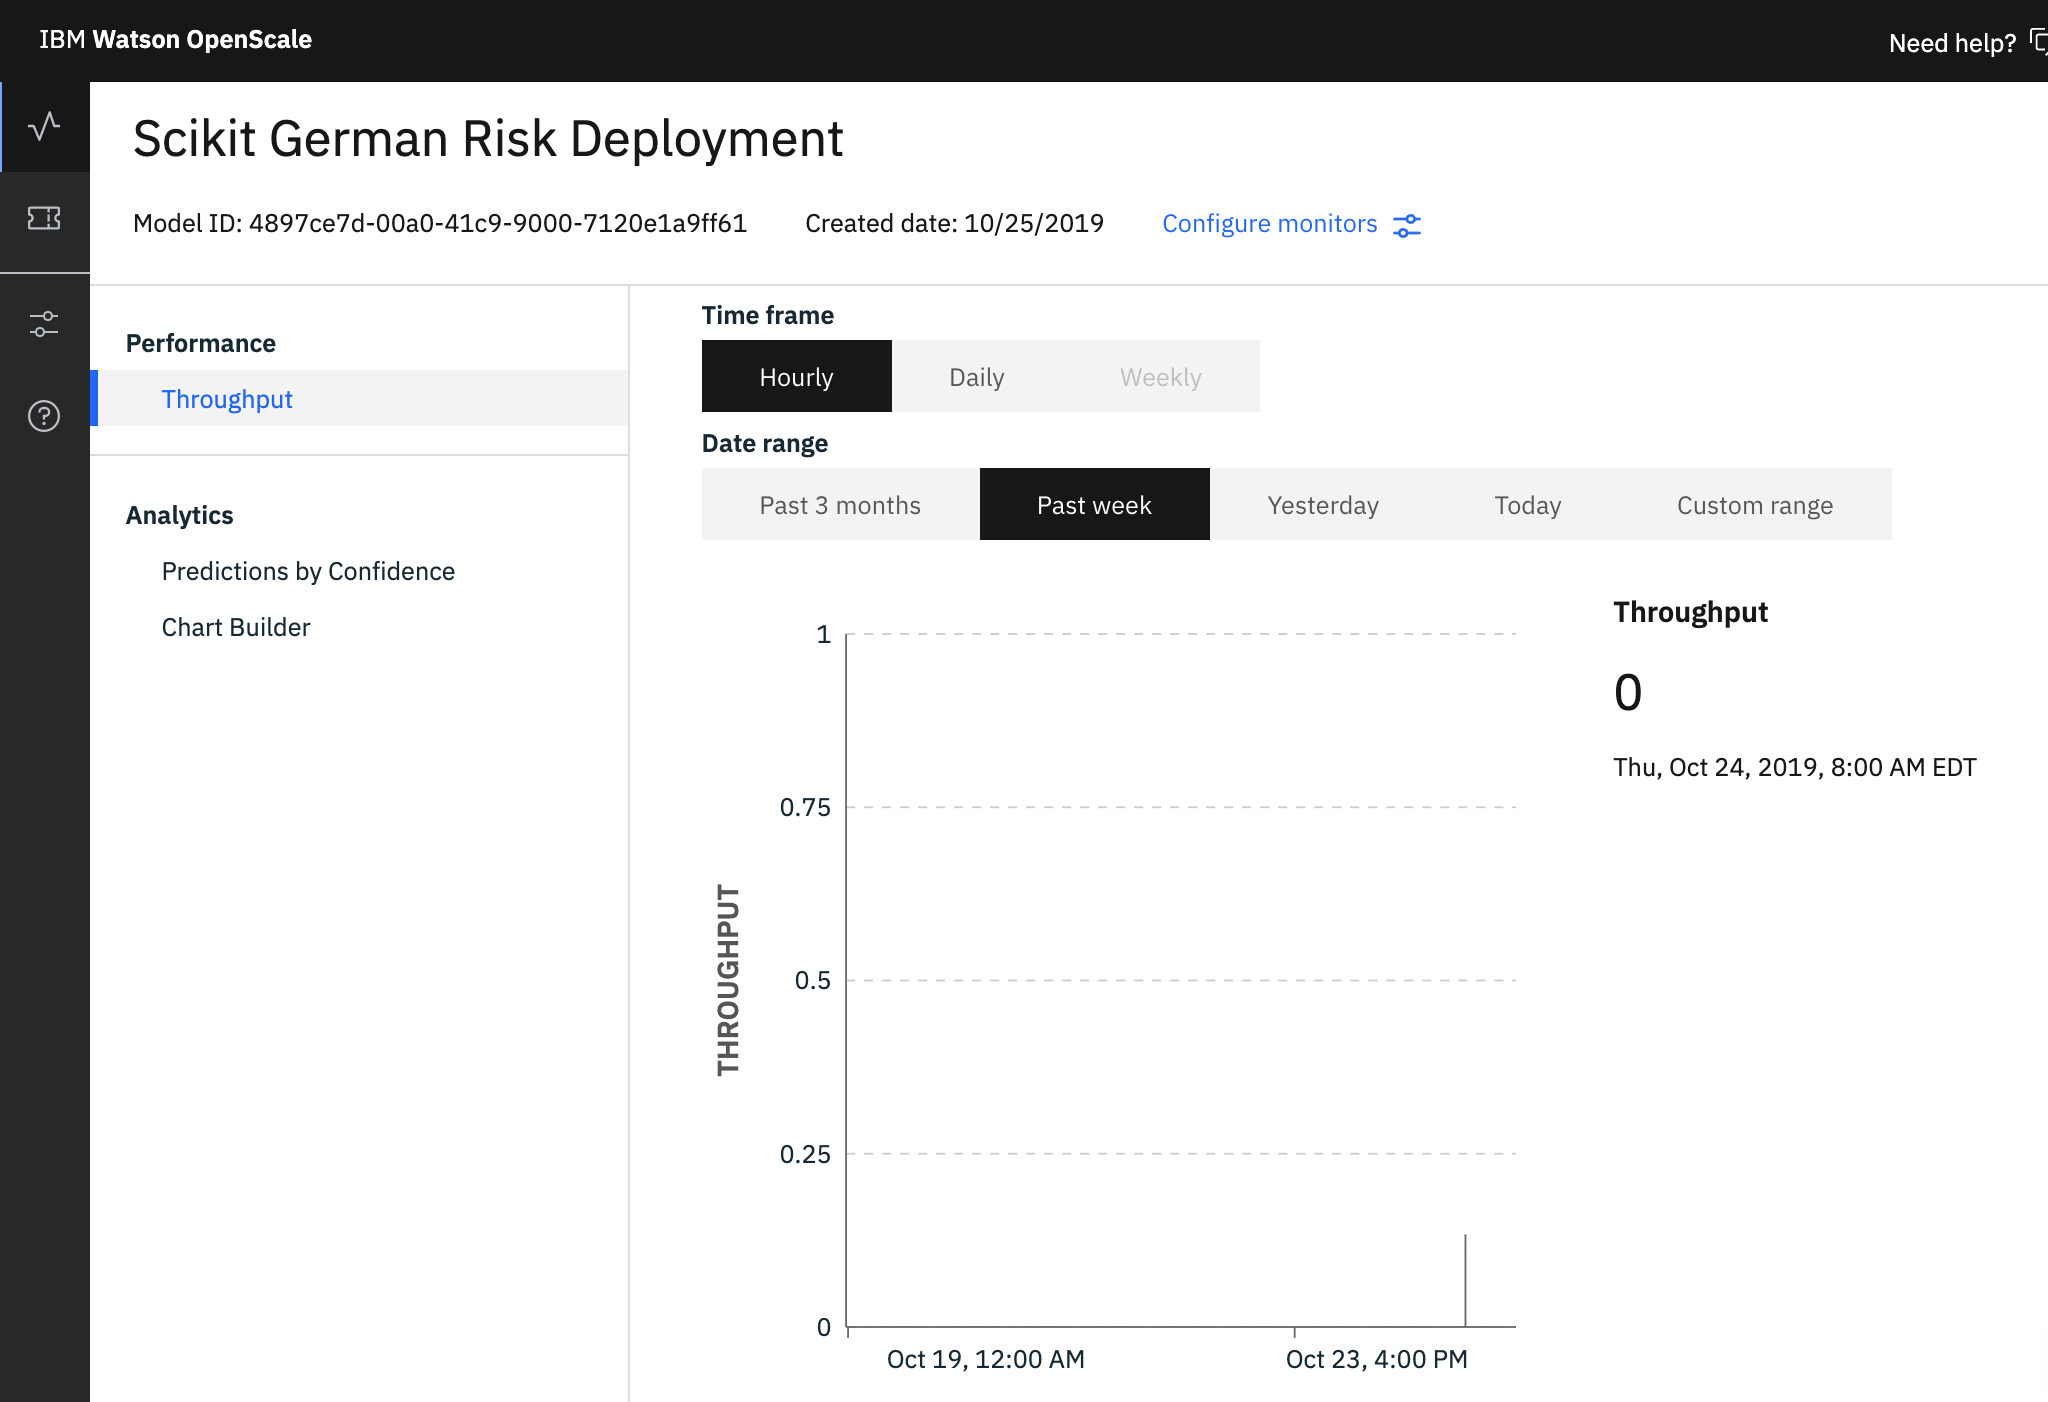 IBM Watson OpenScale
Need help?
Scikit German Risk Deployment
Model ID: 4897ce7d-00a0-41c9-9000-7120e1a9ff61
Created date: 10/25/2019
Configure monitors
Performance
Throughput
Analytics
Predictions by Confidence
Chart Builder
Time frame
Hourly
Daily
Weekly
Date range
Past 3 months
Past week
Yesterday
Today
Custom range
THROUGHPUT
1
0.75
0.5
0.25
0
Oct 19, 12:00 AM
Oct 23, 4:00 PM
Throughput
0
Thu, Oct 24, 2019, 8:00 AM EDT